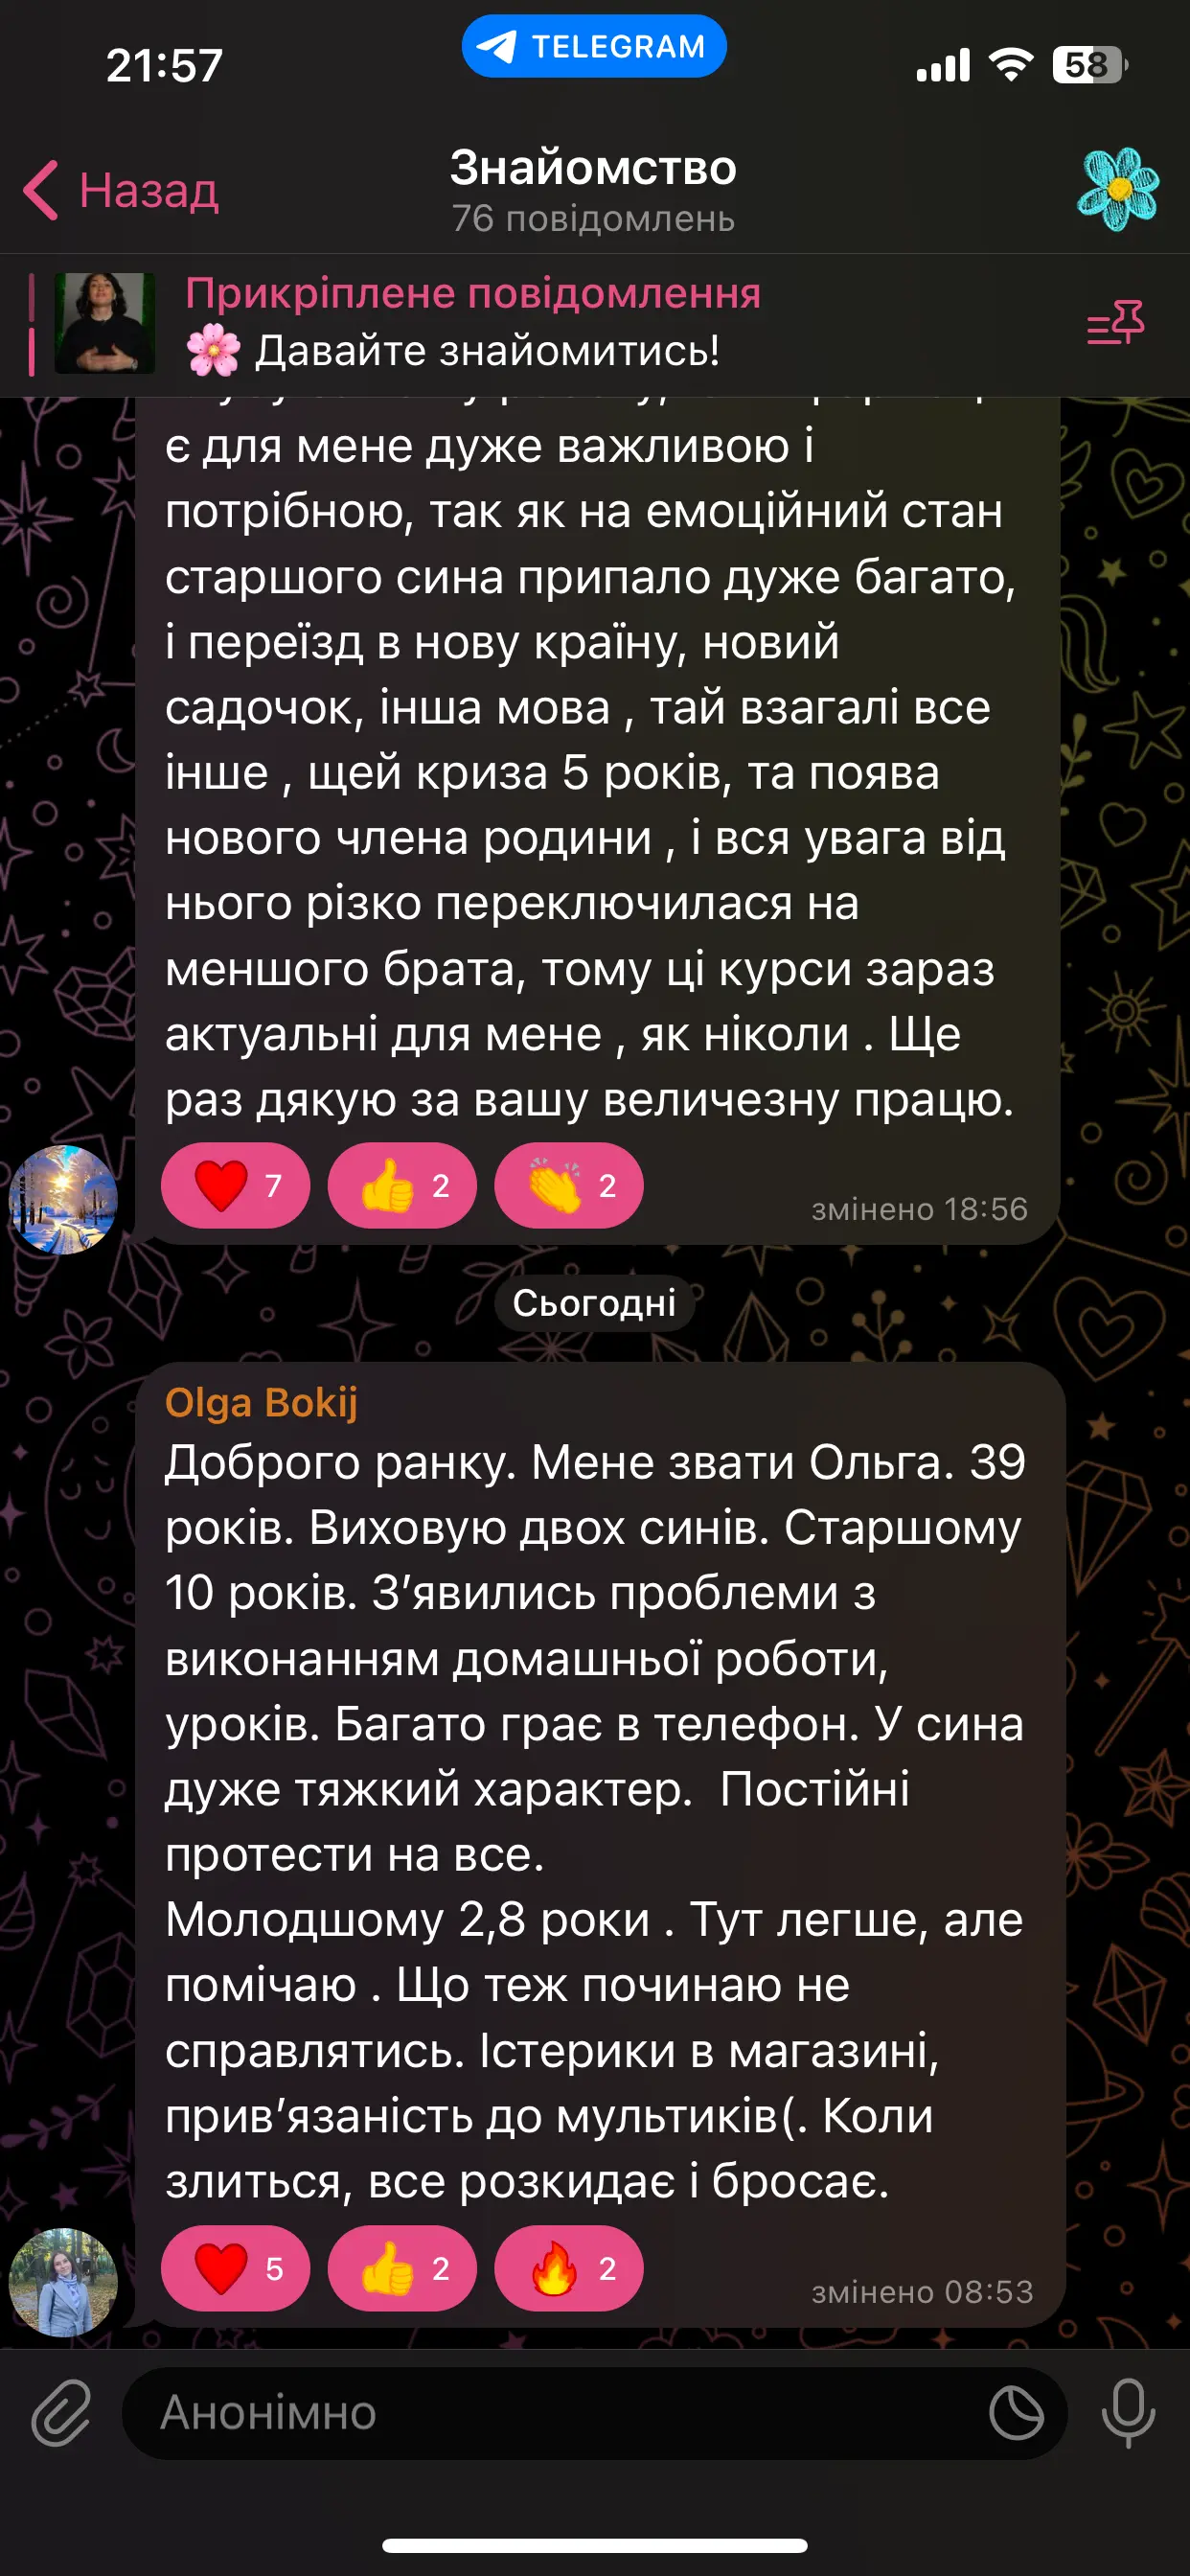 21:57
TELEGRAM
58
Назад
Знайомство
76 повідомлень
Прикріплене повідомлення
🌸 Давайте знайомитись!
є для мене дуже важливою і
потрібною, так як на емоційний стан
старшого сина припало дуже багато,
і переїзд в нову країну, новий
садочок, інша мова , тай взагалі все
інше , щей криза 5 років, та поява
нового члена родини , і вся увага від
нього різко переключилася на
меншого брата, тому ці курси зараз
актуальні для мене , як ніколи . Ще
раз дякую за вашу величезну працю.
❤️ 7 👍 2 👏 2
змінено 18:56
Сьогодні
Olga Bokij
Доброго ранку. Мене звати Ольга. 39
років. Виховую двох синів. Старшому
10 років. З’явились проблеми з
виконанням домашньої роботи,
уроків. Багато грає в телефон. У сина
дуже тяжкий характер.  Постійні
протести на все.
Молодшому 2,8 роки . Тут легше, але
помічаю . Що теж починаю не
справлятись. Істерики в магазині,
прив’язаність до мультиків(. Коли
злиться, все розкидає і бросає.
❤️ 5 👍 2 🔥 2
змінено 08:53
Анонімно